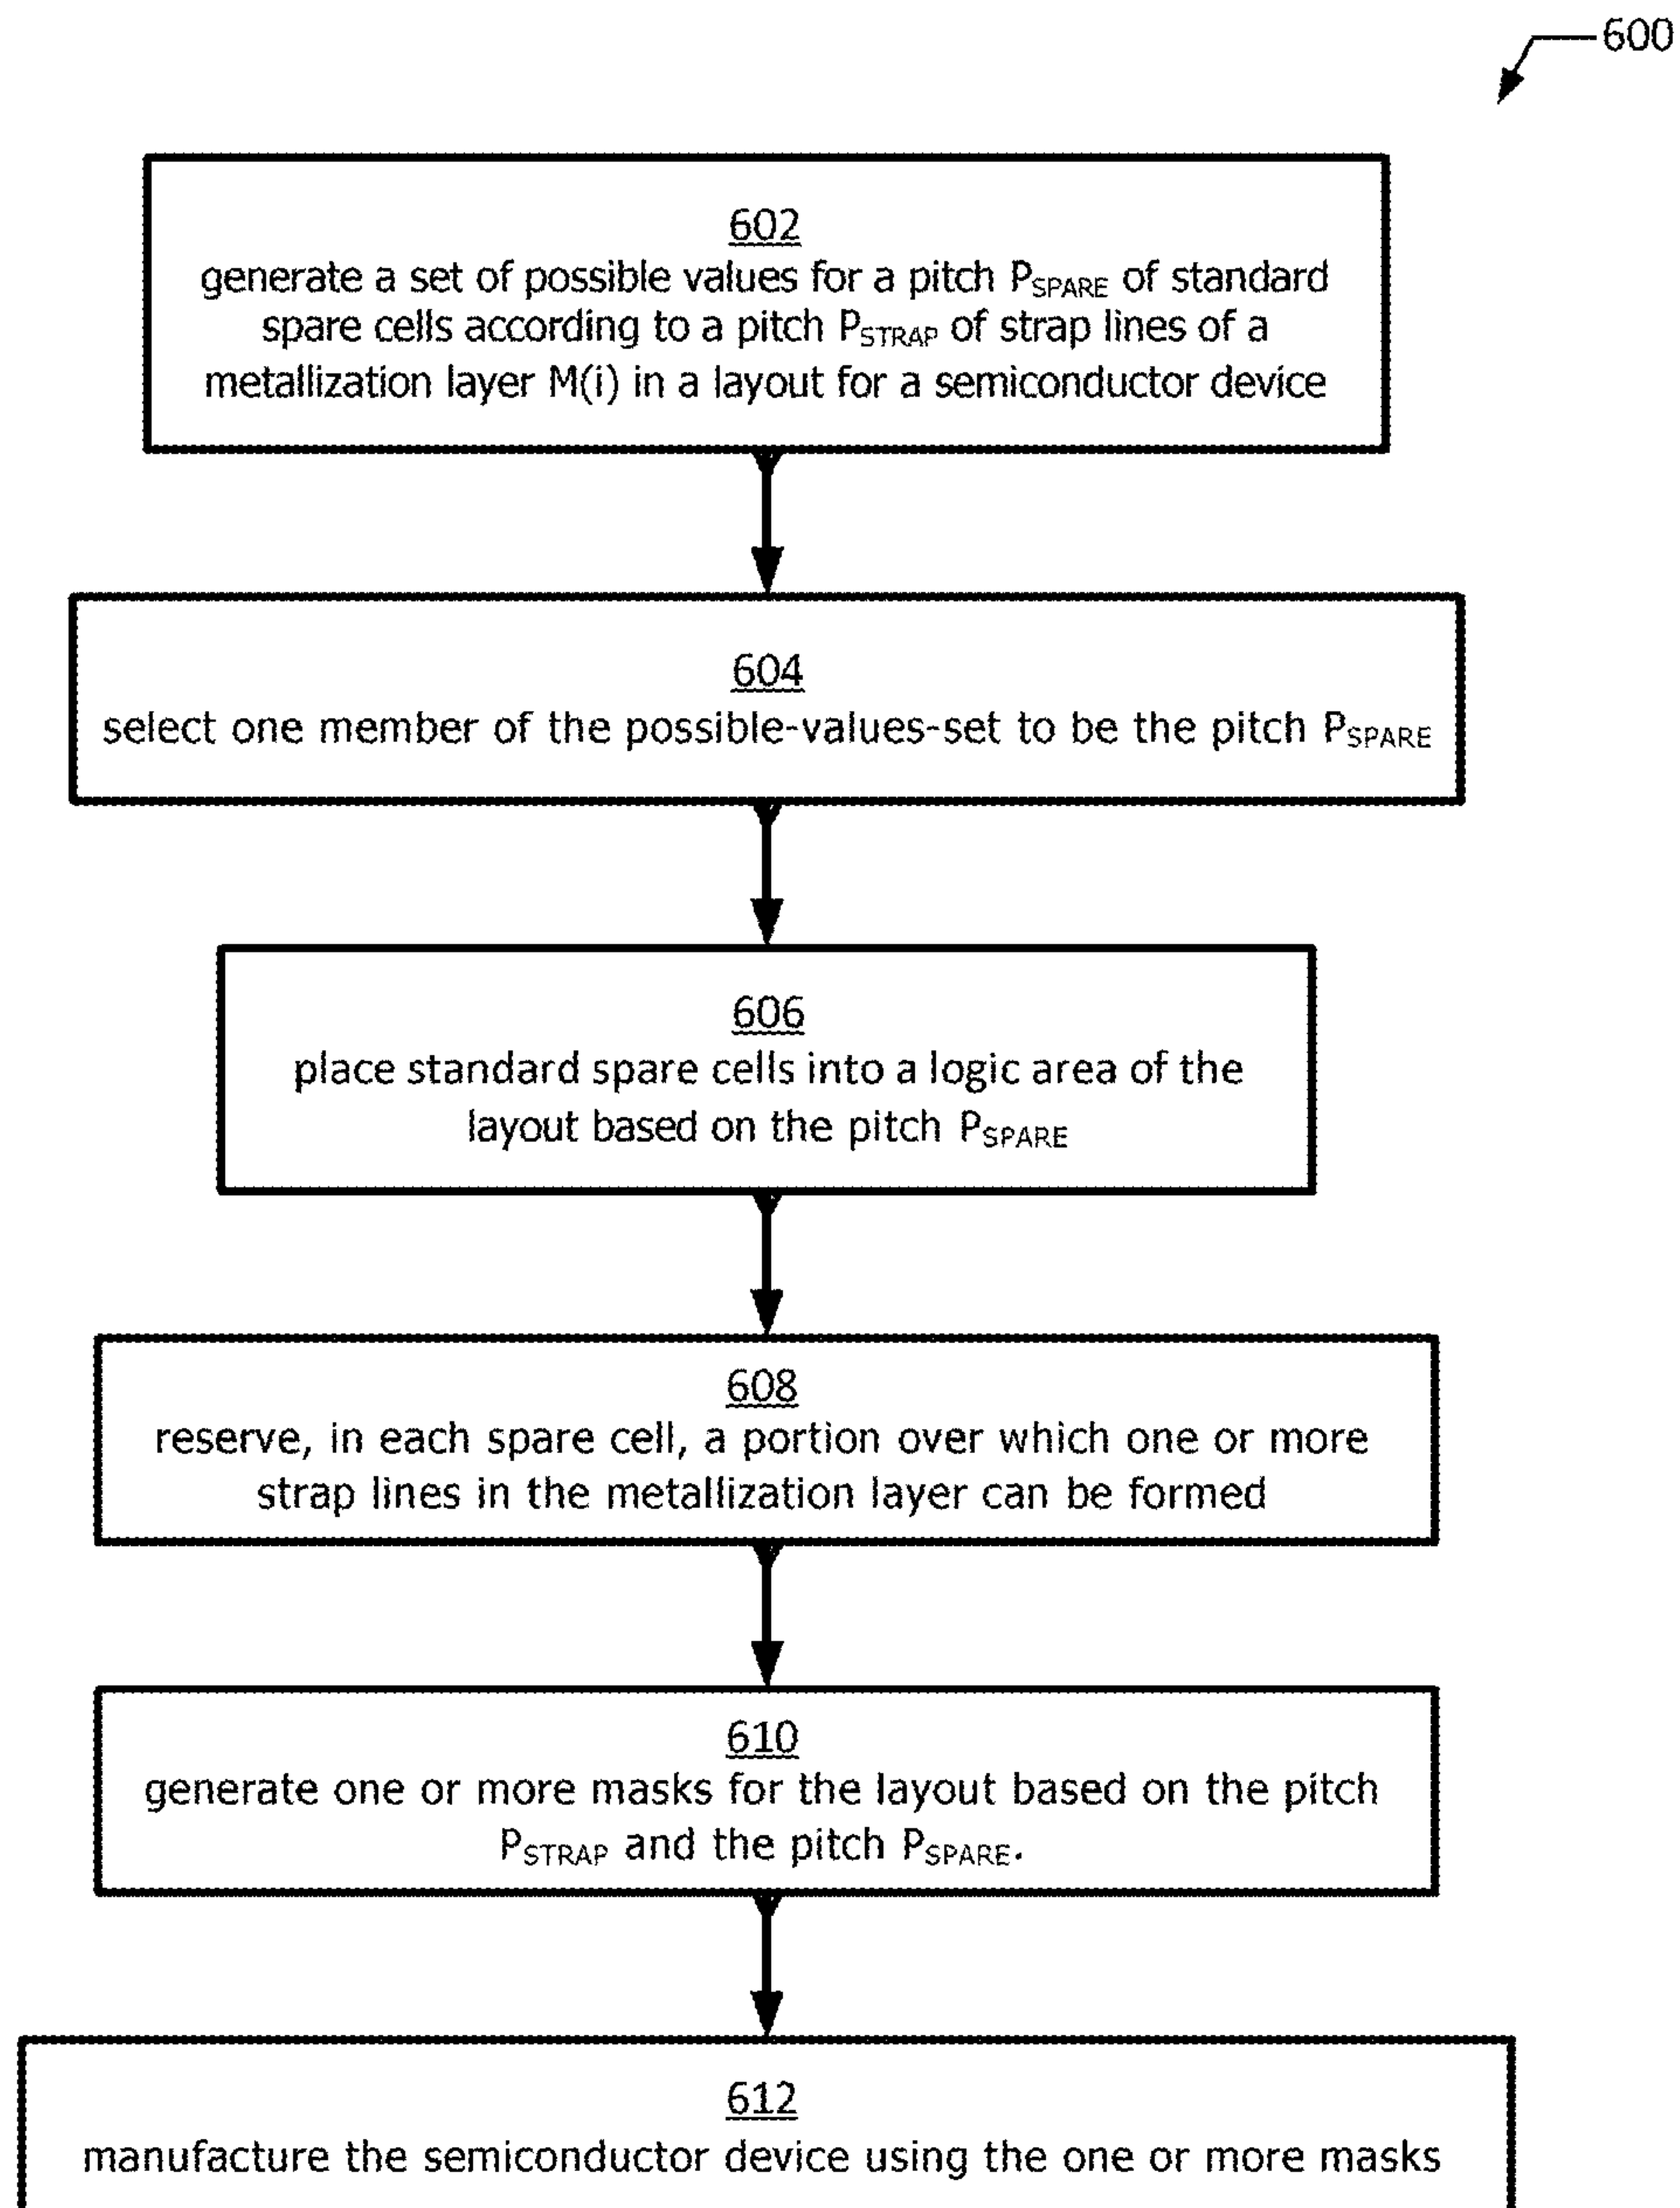 600
602
generate a set of possible values for a pitch PSPARE of standard
spare cells according to a pitch PSTRAP of strap lines of a
metallization layer M(i) in a layout for a semiconductor device
604
select one member of the possible-values-set to be the pitch PSPARE
606
place standard spare cells into a logic area of the
layout based on the pitch PSPARE
608
reserve, in each spare cell, a portion over which one or more
strap lines in the metallization layer can be formed
610
generate one or more masks for the layout based on the pitch
PSTRAP and the pitch PSPARE.
612
manufacture the semiconductor device using the one or more masks